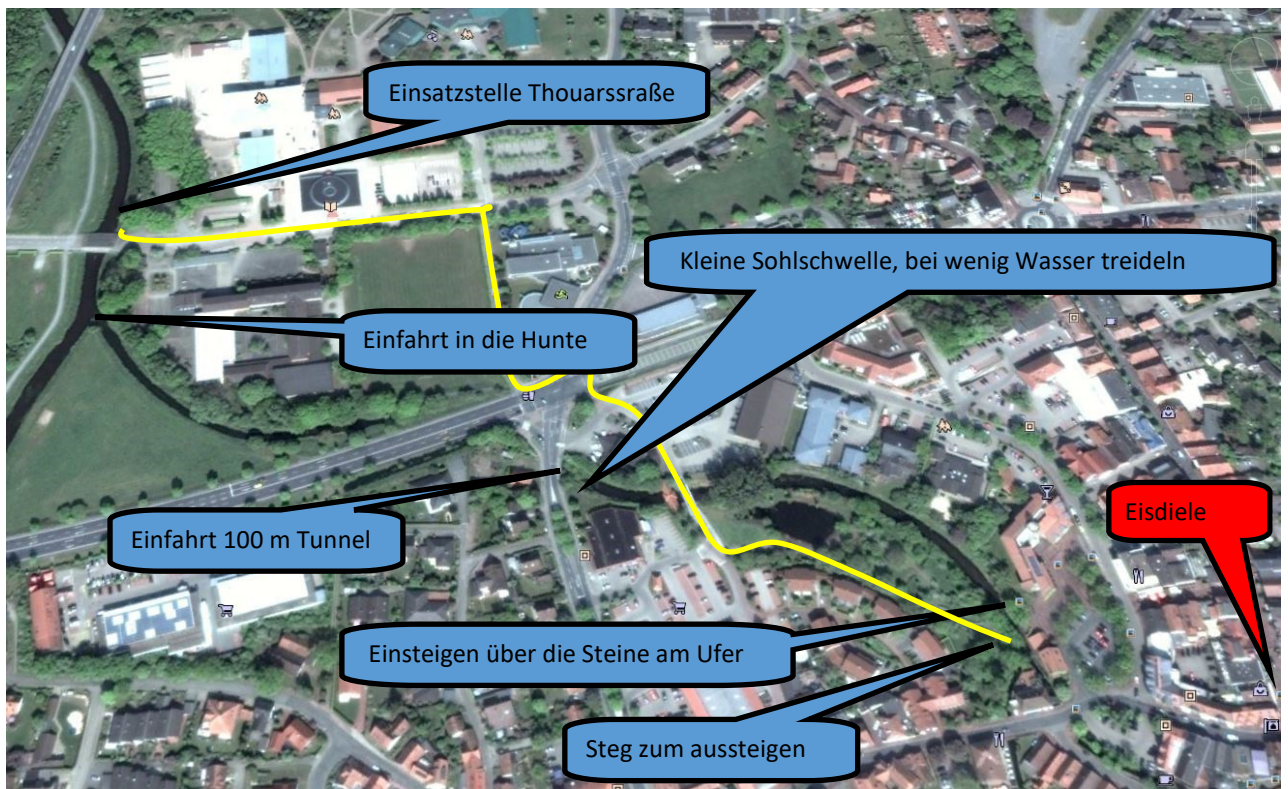 Einsatzstelle Thouarssraße
Kleine Sohlschwelle, bei wenig Wasser treideln
Einfahrt in die Hunte
Eisdiele
Einfahrt 100 m Tunnel
Einsteigen über die Steine am Ufer
Steg zum aussteigen